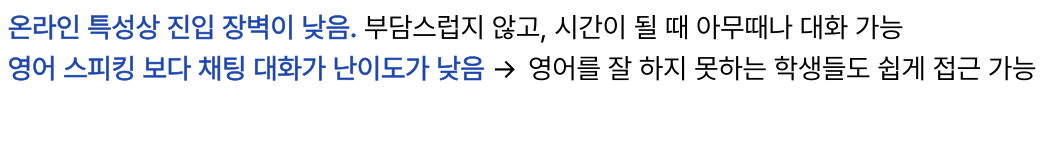 온라인 특성상 진입 장벽이 낮음. 부담스럽지 않고, 시간이 될 때 아무때나 대화 가능
영어 스피킹 보다 채팅 대화가 난이도가 낮음 → 영어를 잘 하지 못하는 학생들도 쉽게 접근 가능